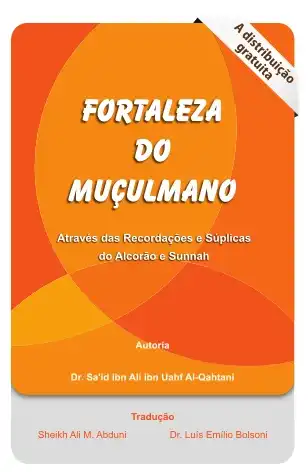 A distribuição
gratuita
FORTALEZA
DO
MUÇULMANO
Através das Recordações e Súplicas
do Alcorão e Sunnah
Autoria
Dr. Sa'id ibn Ali ibn Uahf Al-Qahtani
Tradução
Sheikh Ali M. Abduni
Dr. Luís Emílio Bolsoni